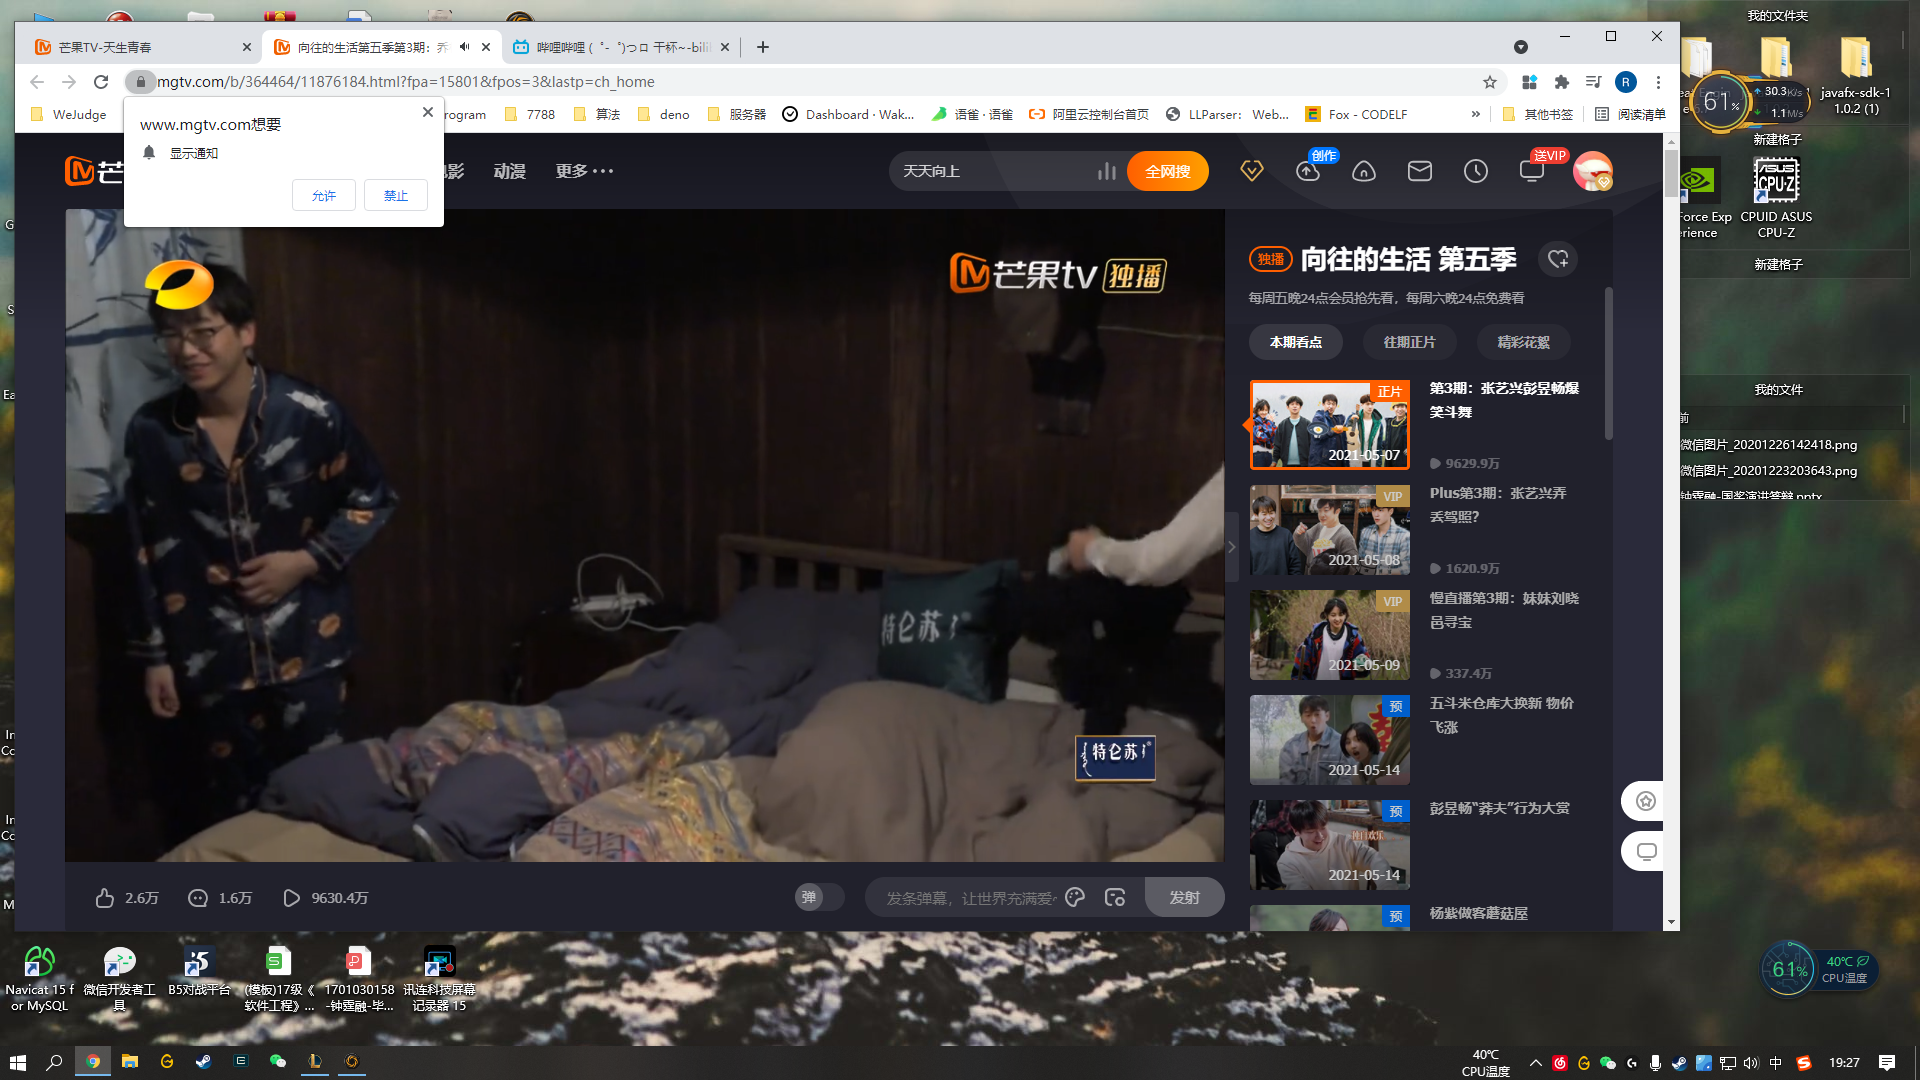 我的文件夹
芒果TV-天生青春
向往的生活第五季第3期：乔
哔哩哔哩 (゜-゜)つロ 干杯~-bili
mgtv.com/b/364464/11876184.html?fpa=15801&fpos=3&lastp=ch_home
WeJudge
rogram
7788
算法
deno
服务器
Dashboard · Wak...
语雀 · 语雀
阿里云控制台首页
LLParser： Web...
Fox - CODELF
»
其他书签
阅读清单
www.mgtv.com想要
显示通知
允许
禁止
动漫
更多
天天向上
全网搜
创作
送VIP
芒果tv 独播
特仑苏
特仑苏
独播
向往的生活 第五季
每周五晚24点会员抢先看，每周六晚24点免费看
本期看点
往期正片
精彩花絮
正片
2021-05-07
第3期：张艺兴彭昱畅爆
笑斗舞
9629.9万
VIP
2021-05-08
Plus第3期：张艺兴弄
丢驾照？
1620.9万
VIP
2021-05-09
慢直播第3期：妹妹刘晓
邑寻宝
337.4万
预
2021-05-14
五斗米仓库大换新 物价
飞涨
预
2021-05-14
彭昱畅“莽夫”行为大赏
预
杨紫做客蘑菇屋
2.6万
1.6万
9630.4万
弹
发条弹幕，让世界充满爱~
发射
61%
30.3K/s
1.1M/s
javafx-sdk-1
1.0.2 (1)
新建格子
Force Exp
erience
CPUID ASUS
CPU-Z
新建格子
我的文件
前
微信图片_20201226142418.png
微信图片_20201223203643.png
钟霆融-国奖演讲答辩.pptx
61%
40℃
CPU温度
Navicat 15 f
or MySQL
微信开发者工
具
B5对战平台
(模板)17级《
软件工程》...
1701030158
-钟霆融-毕...
讯连科技屏幕
记录器 15
40℃
CPU温度
中
19:27